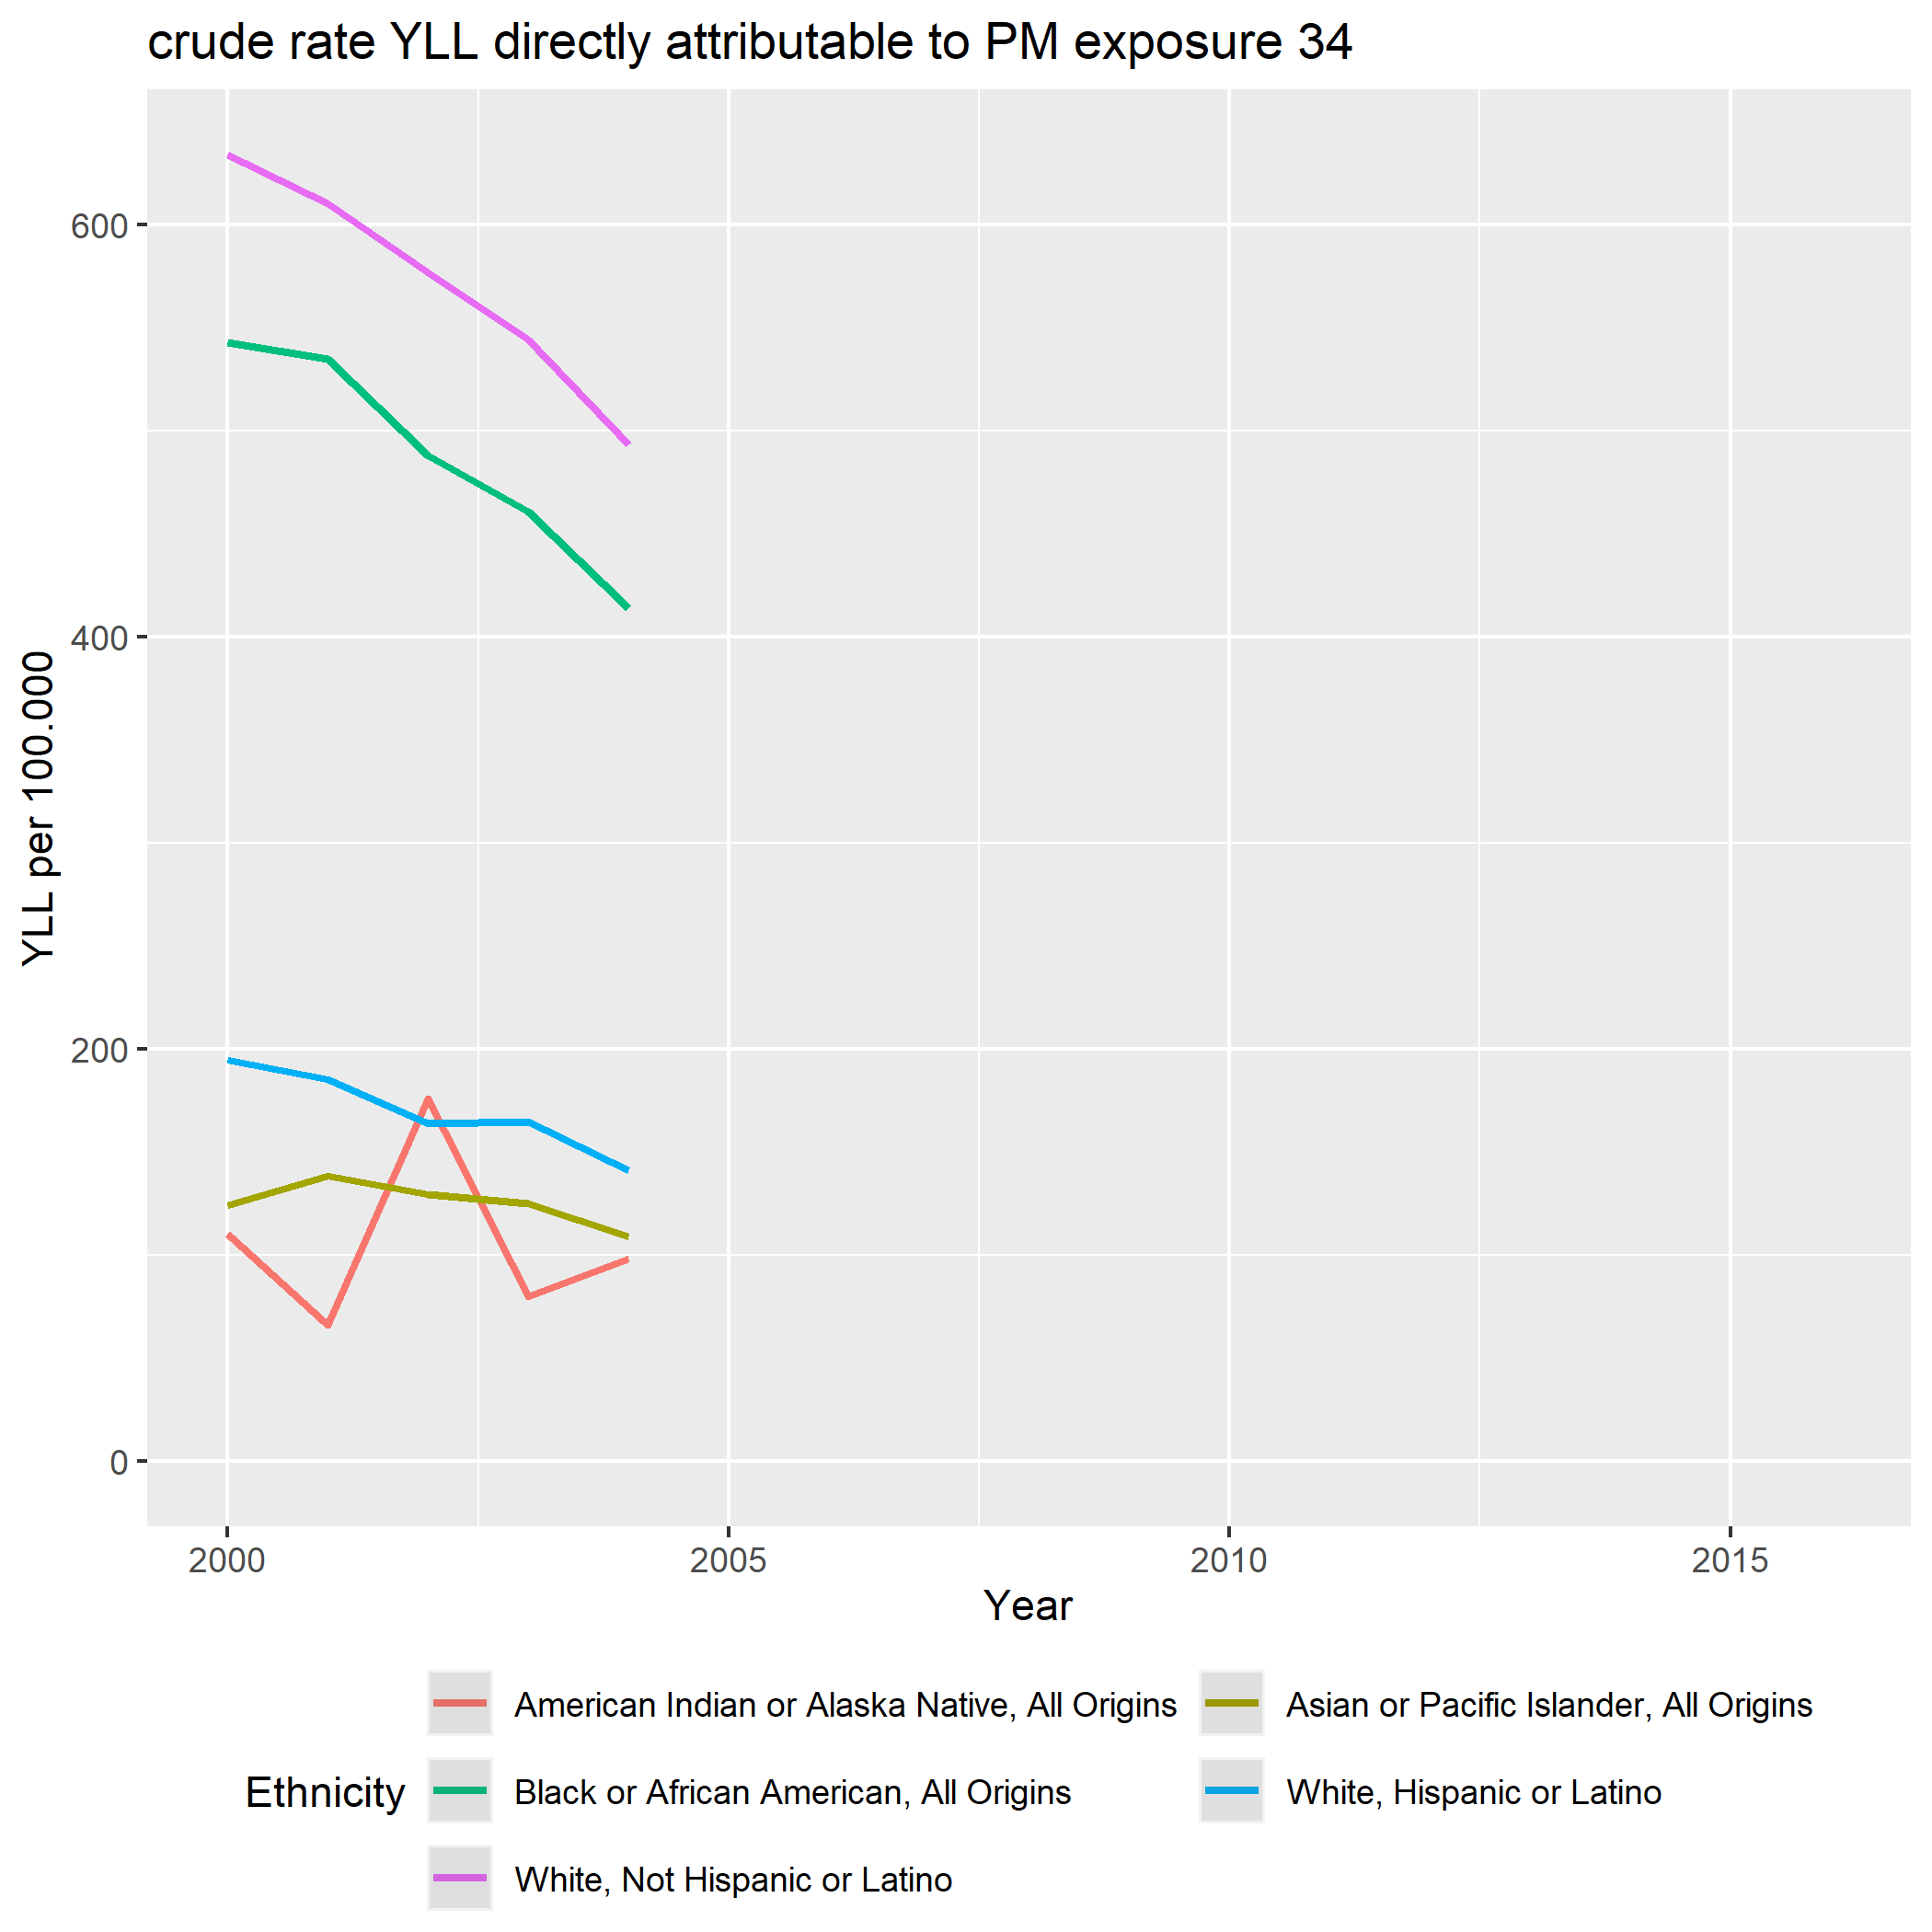 crude rate YLL directly attributable to PM exposure 34
YLL per 100.000
600
400
200
0
2000 2005 2010 2015
Year
Ethnicity
American Indian or Alaska Native, All Origins
Asian or Pacific Islander, All Origins
Black or African American, All Origins
White, Hispanic or Latino
White, Not Hispanic or Latino